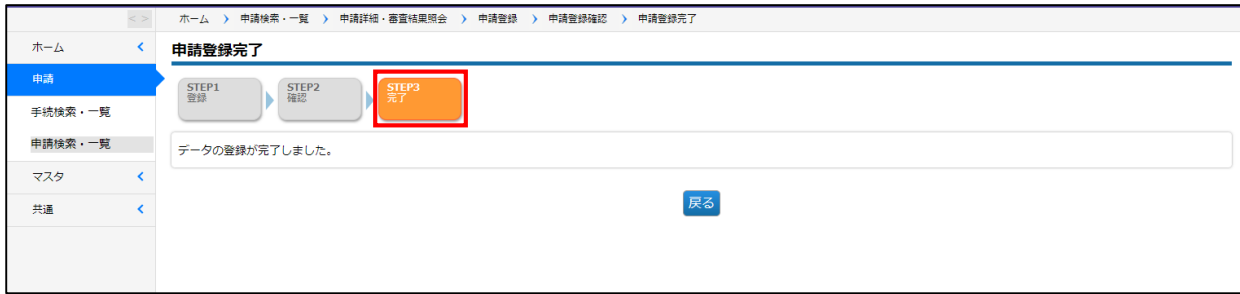 < >
ホーム 〉 申請検索・一覧 〉 申請詳細・審査結果照会 〉 申請登録 〉 申請登録確認 〉 申請登録完了
ホーム
申請
手続検索・一覧
申請検索・一覧
マスタ
共通
申請登録完了
STEP1
登録
STEP2
確認
STEP3
完了
データの登録が完了しました。
戻る